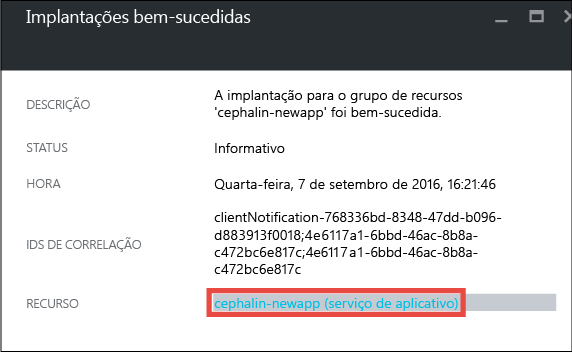 Implantações bem-sucedidas
DESCRIÇÃO
A implantação para o grupo de recursos
'cephalin-newapp' foi bem-sucedida.
STATUS
Informativo
HORA
Quarta-feira, 7 de setembro de 2016, 16:21:46
IDS DE CORRELAÇÃO
clientNotification-768336bd-8348-47dd-b096-
d883913f0018;4e6117a1-6bbd-46ac-8b8a-
c472bc6e817c;4e6117a1-6bbd-46ac-8b8a-
c472bc6e817c
RECURSO
cephalin-newapp (serviço de aplicativo)